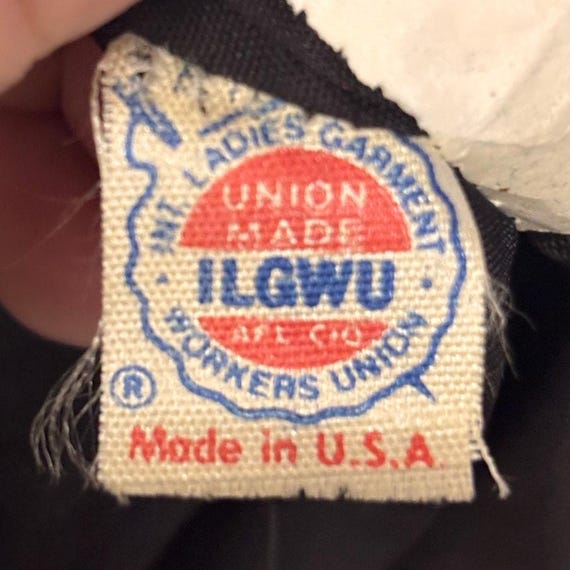 INT. LADIES GARMENT
UNION
MADE
ILGWU
AFL CIO
WORKERS UNION
®
Made in U.S.A.